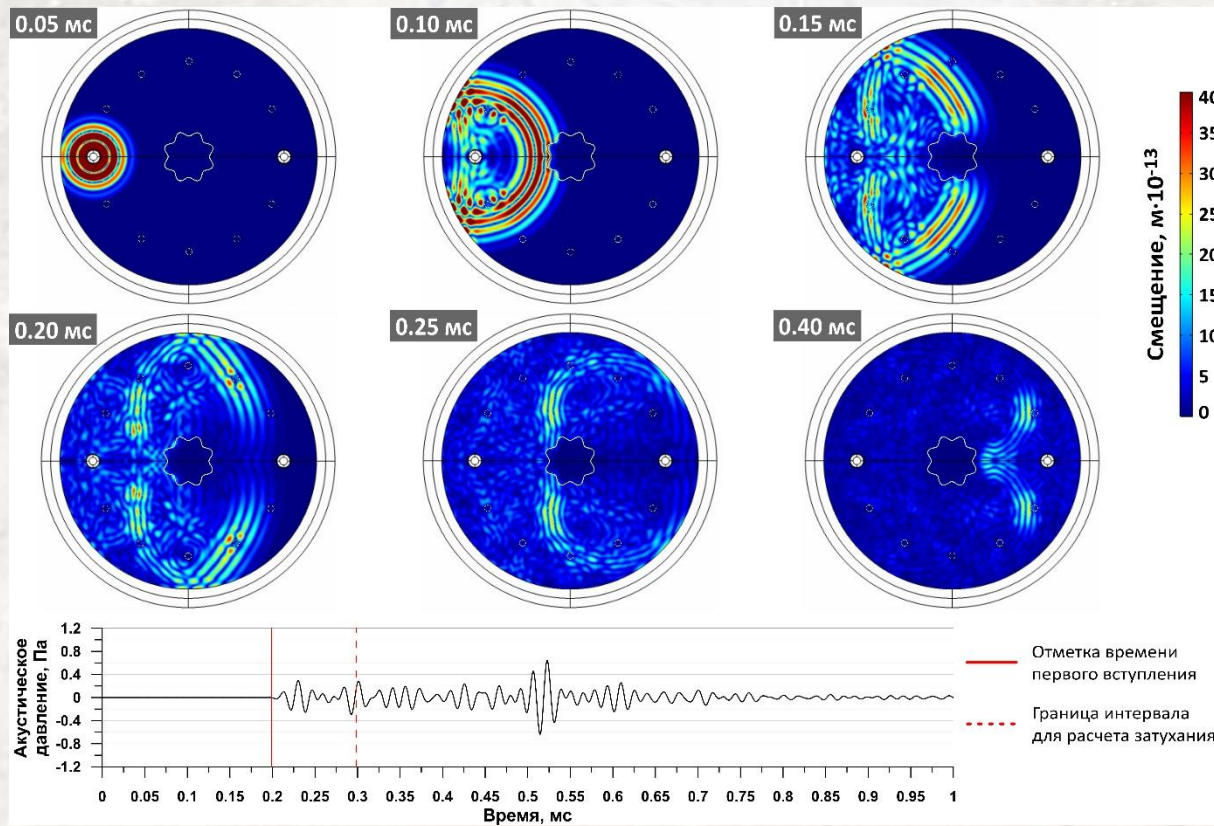 0.05 мс
0.10 мс
0.15 мс
40
35
30
25
20
15
10
5
0
Смещение, м·10⁻¹³
0.20 мс
0.25 мс
0.40 мс
1.2
0.8
0.4
0
-0.4
-0.8
-1.2
Акустическое
давление, Па
0 0.05 0.1 0.15 0.2 0.25 0.3 0.35 0.4 0.45 0.5 0.55 0.6 0.65 0.7 0.75 0.8 0.85 0.9 0.95 1
Время, мс
Отметка времени
первого вступления
Граница интервала
для расчета затухания